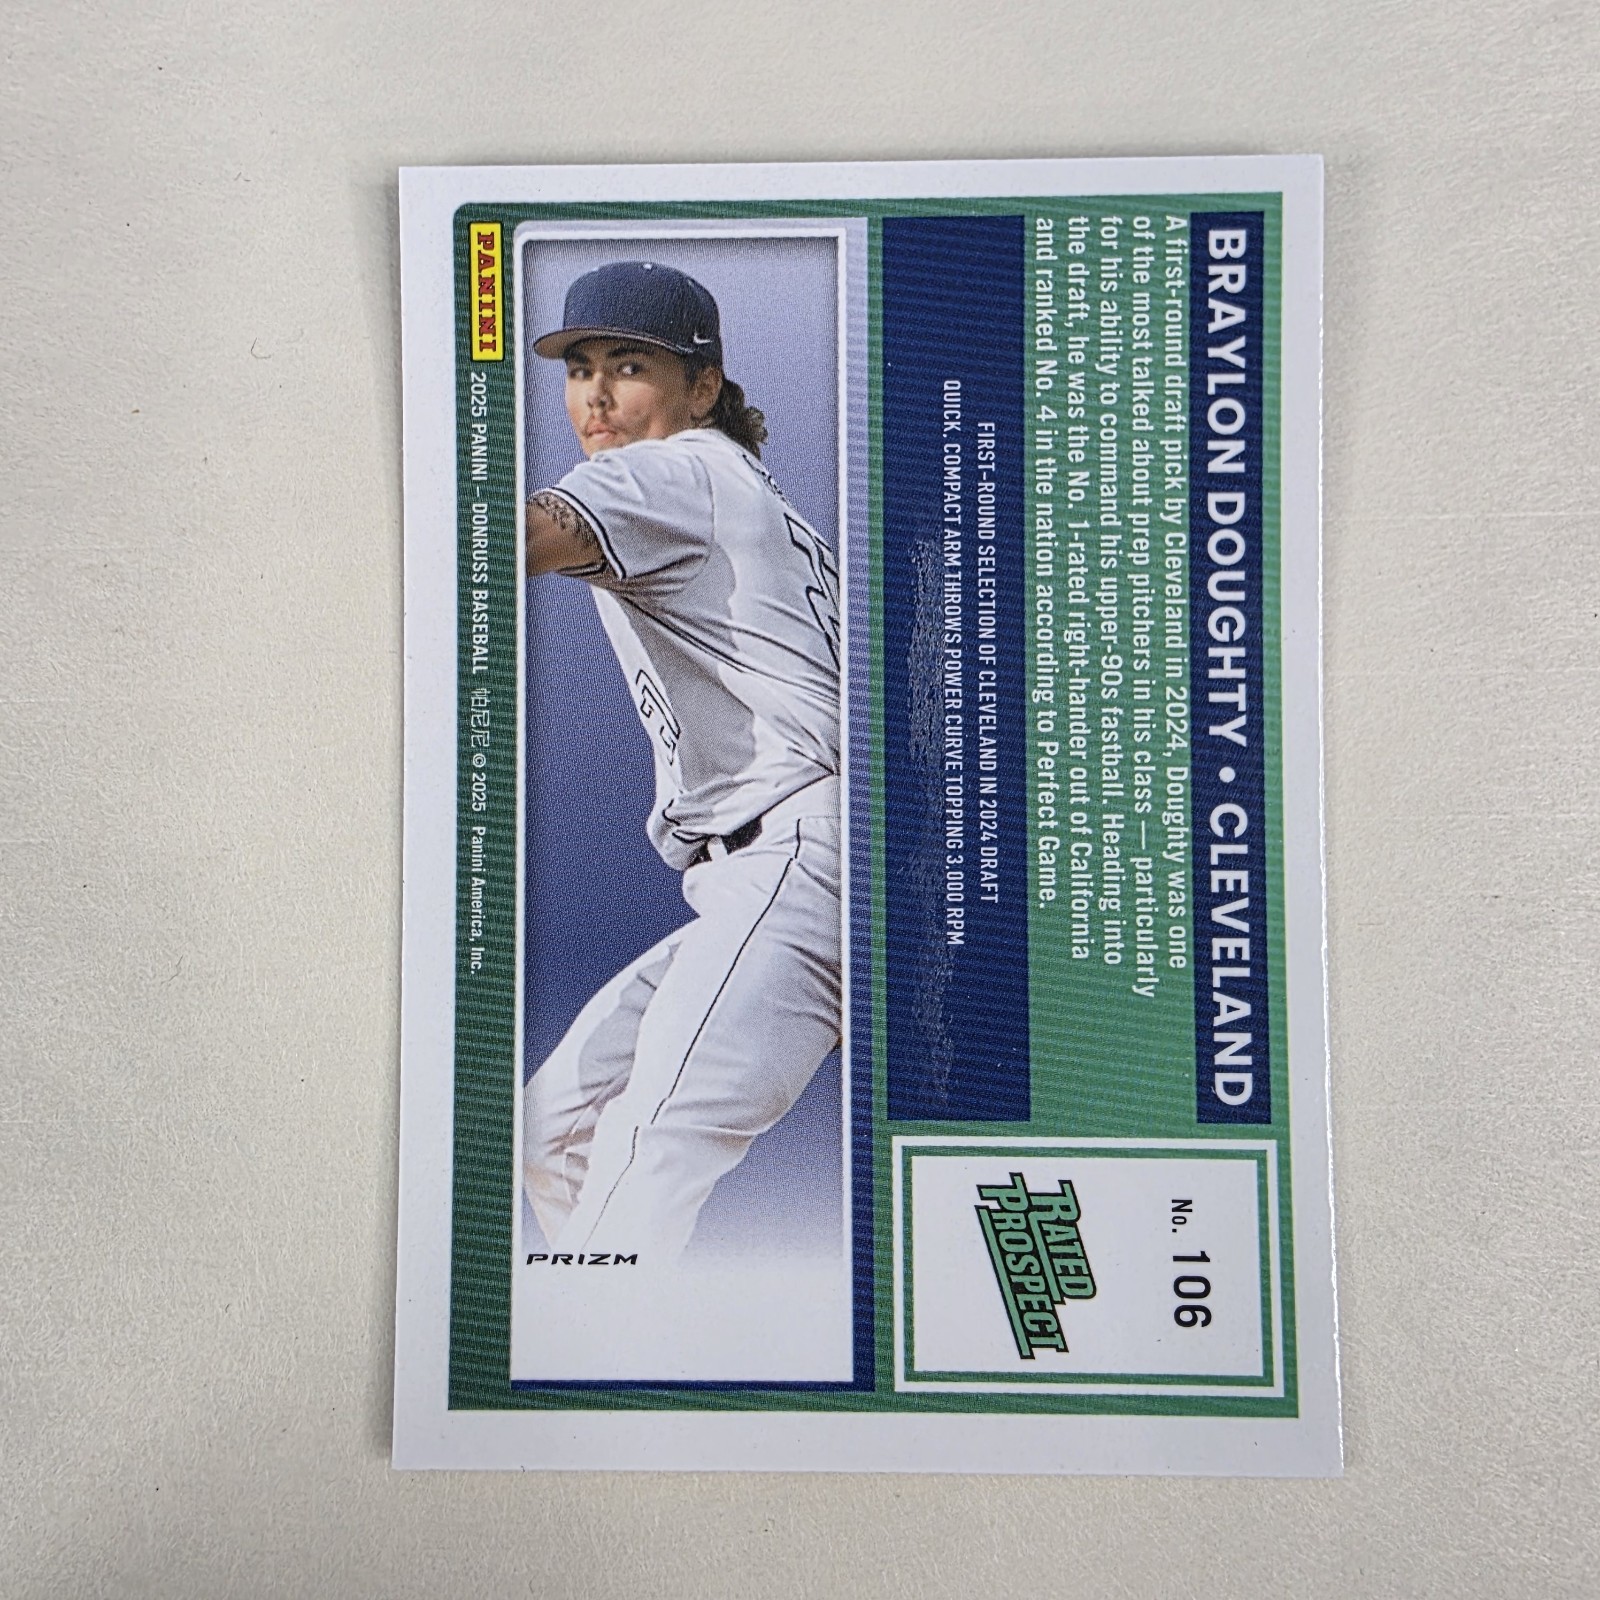 BRAYLON DOUGHTY • CLEVELAND
A first-round draft pick by Cleveland in 2024, Doughty was one
of the most talked about prep pitchers in his class — particularly
for his ability to command his upper-90s fastball. Heading into
the draft, he was the No. 1-rated right-hander out of California
and ranked No. 4 in the nation according to Perfect Game.
FIRST-ROUND SELECTION OF CLEVELAND IN 2024 DRAFT
QUICK, COMPACT ARM THROWS POWER CURVE TOPPING 3,000 RPM
No. 106
RATED
PROSPECT
PRIZM
PANINI
2025 PANINI – DONRUSS BASEBALL 帕尼尼 © 2025 Panini America, Inc.